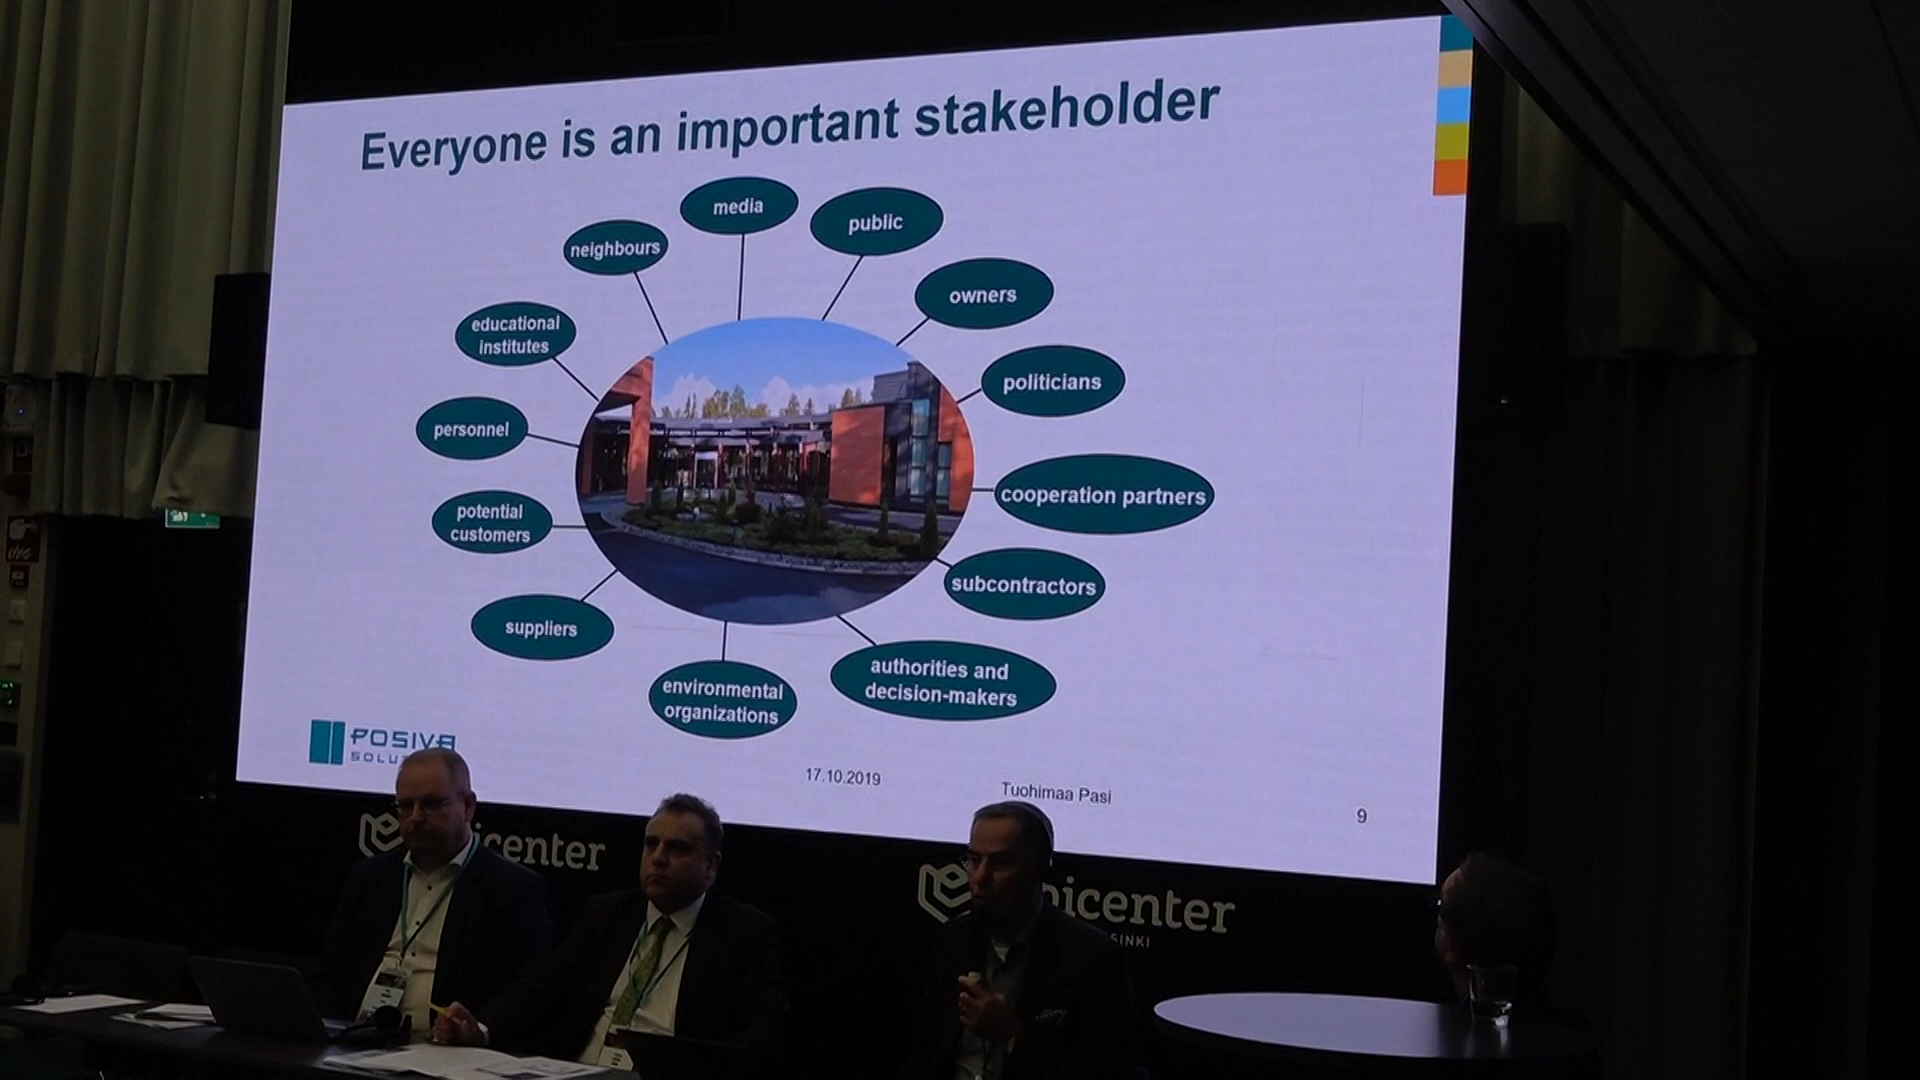 Everyone is an important stakeholder
media
public
neighbours
owners
educational
institutes
politicians
personnel
cooperation partners
potential
customers
subcontractors
suppliers
authorities and
decision-makers
environmental
organizations
POSIVA
17.10.2019
Tuohimaa Pasi
9
icenter
icenter
SINKI